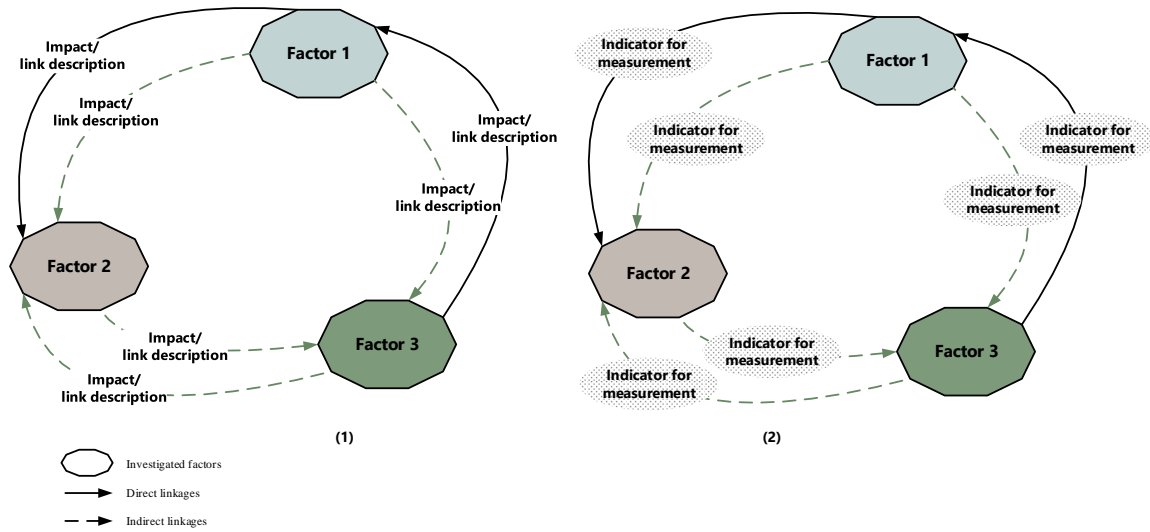 Factor 1
Impact/
link description
Impact/
link description
Impact/
link description
Impact/
link description
Factor 2
Impact/
link description
Factor 3
Impact/
link description
(1)
Indicator for
measurement
Factor 1
Indicator for
measurement
Indicator for
measurement
Indicator for
measurement
Factor 2
Indicator for
measurement
Factor 3
Indicator for
measurement
(2)
Investigated factors
Direct linkages
Indirect linkages